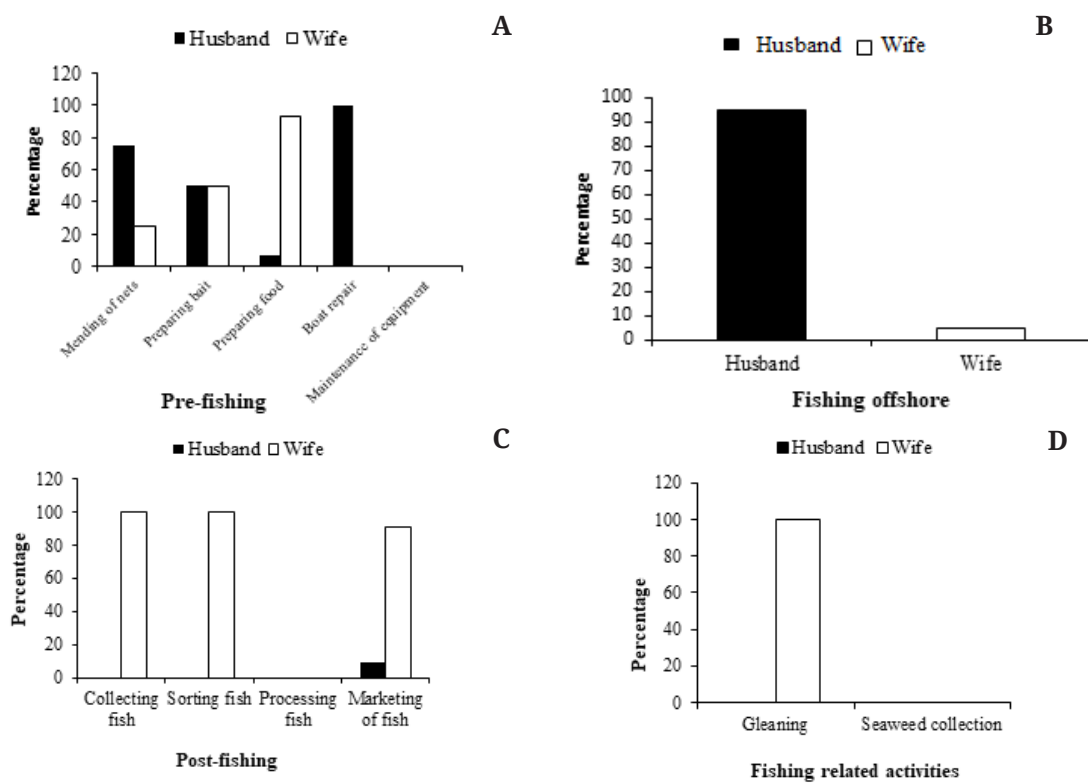 A
Husband Wife
120
100
80
60
40
20
0
Percentage
Mending of nets
Preparing bait
Preparing food
Boat repair
Maintenance of equipment
Pre-fishing
B
Husband Wife
100
90
80
70
60
50
40
30
20
10
0
Percentage
Husband Wife
Fishing offshore
C
Husband Wife
120
100
80
60
40
20
0
Percentage
Collecting fish
Sorting fish
Processing fish
Marketing of fish
Post-fishing
D
Husband Wife
120
100
80
60
40
20
0
Percentage
Gleaning Seaweed collection
Fishing related activities